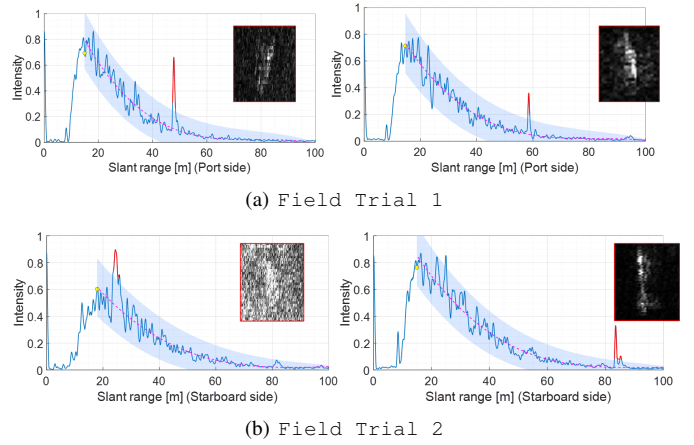 1
0.8
0.6
0.4
0.2
0
Intensity
0 20 40 60 80 100
Slant range [m] (Port side)
1
0.8
0.6
0.4
0.2
0
Intensity
0 20 40 60 80 100
Slant range [m] (Port side)
(a) Field Trial 1
1
0.8
0.6
0.4
0.2
0
Intensity
0 20 40 60 80 100
Slant range [m] (Starboard side)
1
0.8
0.6
0.4
0.2
0
Intensity
0 20 40 60 80 100
Slant range [m] (Starboard side)
(b) Field Trial 2